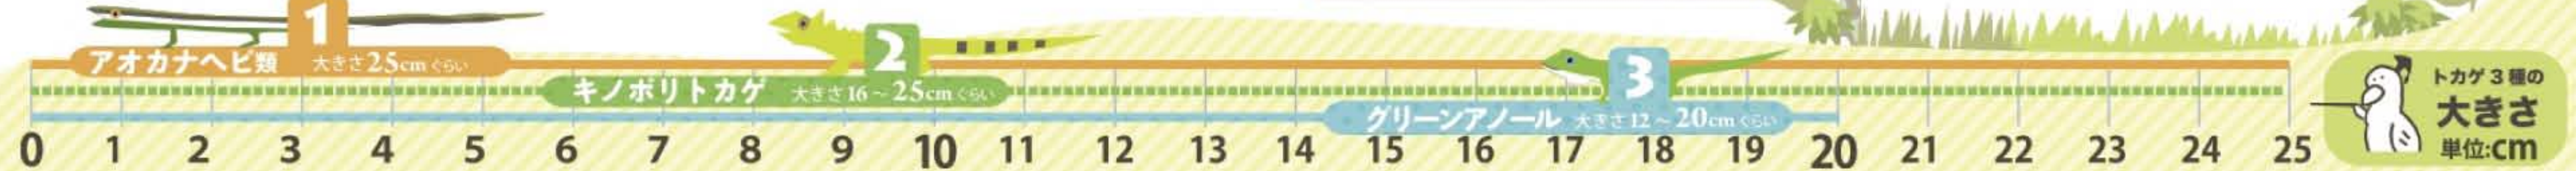 1
アオカナヘビ類 大きさ25cmぐらい
2
キノボリトカゲ 大きさ16～25cmぐらい
3
グリーンアノール 大きさ12～20cmぐらい
0 1 2 3 4 5 6 7 8 9 10 11 12 13 14 15 16 17 18 19 20 21 22 23 24 25
トカゲ3種の
大きさ
単位:cm